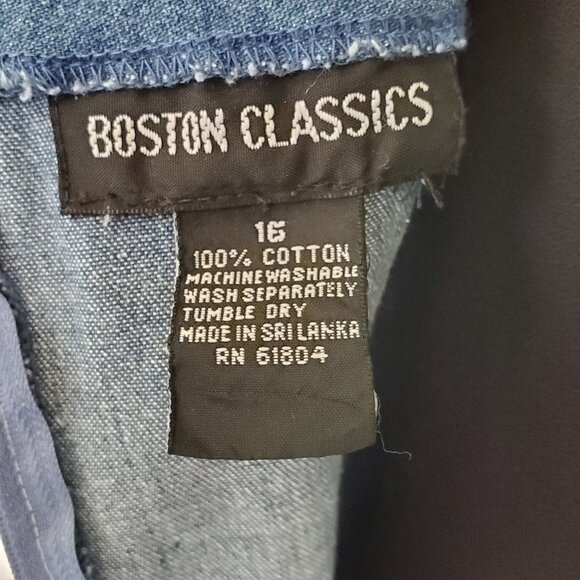 BOSTON CLASSICS
16
100% COTTON
MACHINE WASHABLE
WASH SEPARATELY
TUMBLE DRY
MADE IN SRI LANKA
RN 61804